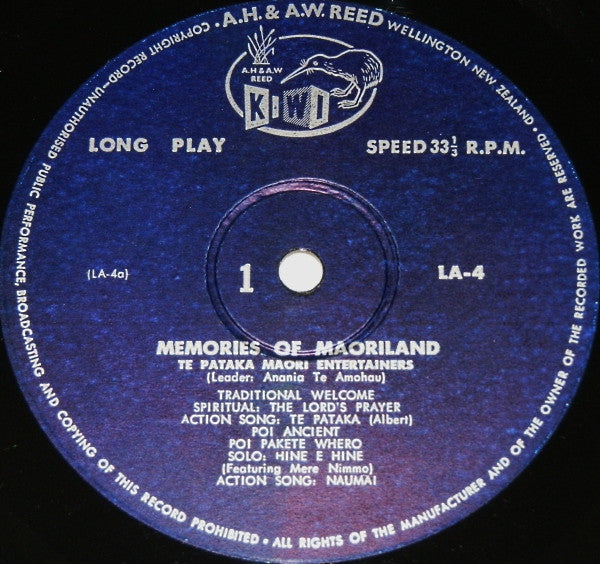 • A.H. & A.W. REED WELLINGTON NEW ZEALAND •
A.H & A.W
REED
KIWI
LONG PLAY SPEED 33 1/3 R.P.M.
(LA-4a) 1 LA-4
MEMORIES OF MAORILAND
TE PATAKA MAORI ENTERTAINERS
(Leader: Anania Te Amohau)
TRADITIONAL WELCOME
SPIRITUAL: THE LORD'S PRAYER
ACTION SONG: TE PATAKA (Albert)
POI ANCIENT
POI PAKETE WHERO
SOLO: HINE E HINE
(Featuring Mere Nimmo)
ACTION SONG: NAUMAI
COPYRIGHT RECORD—UNAUTHORISED PUBLIC PERFORMANCE, BROADCASTING AND COPYING OF THIS RECORD PROHIBITED • ALL RIGHTS OF THE MANUFACTURER AND OF THE OWNER OF THE RECORDED WORK ARE RESERVED •